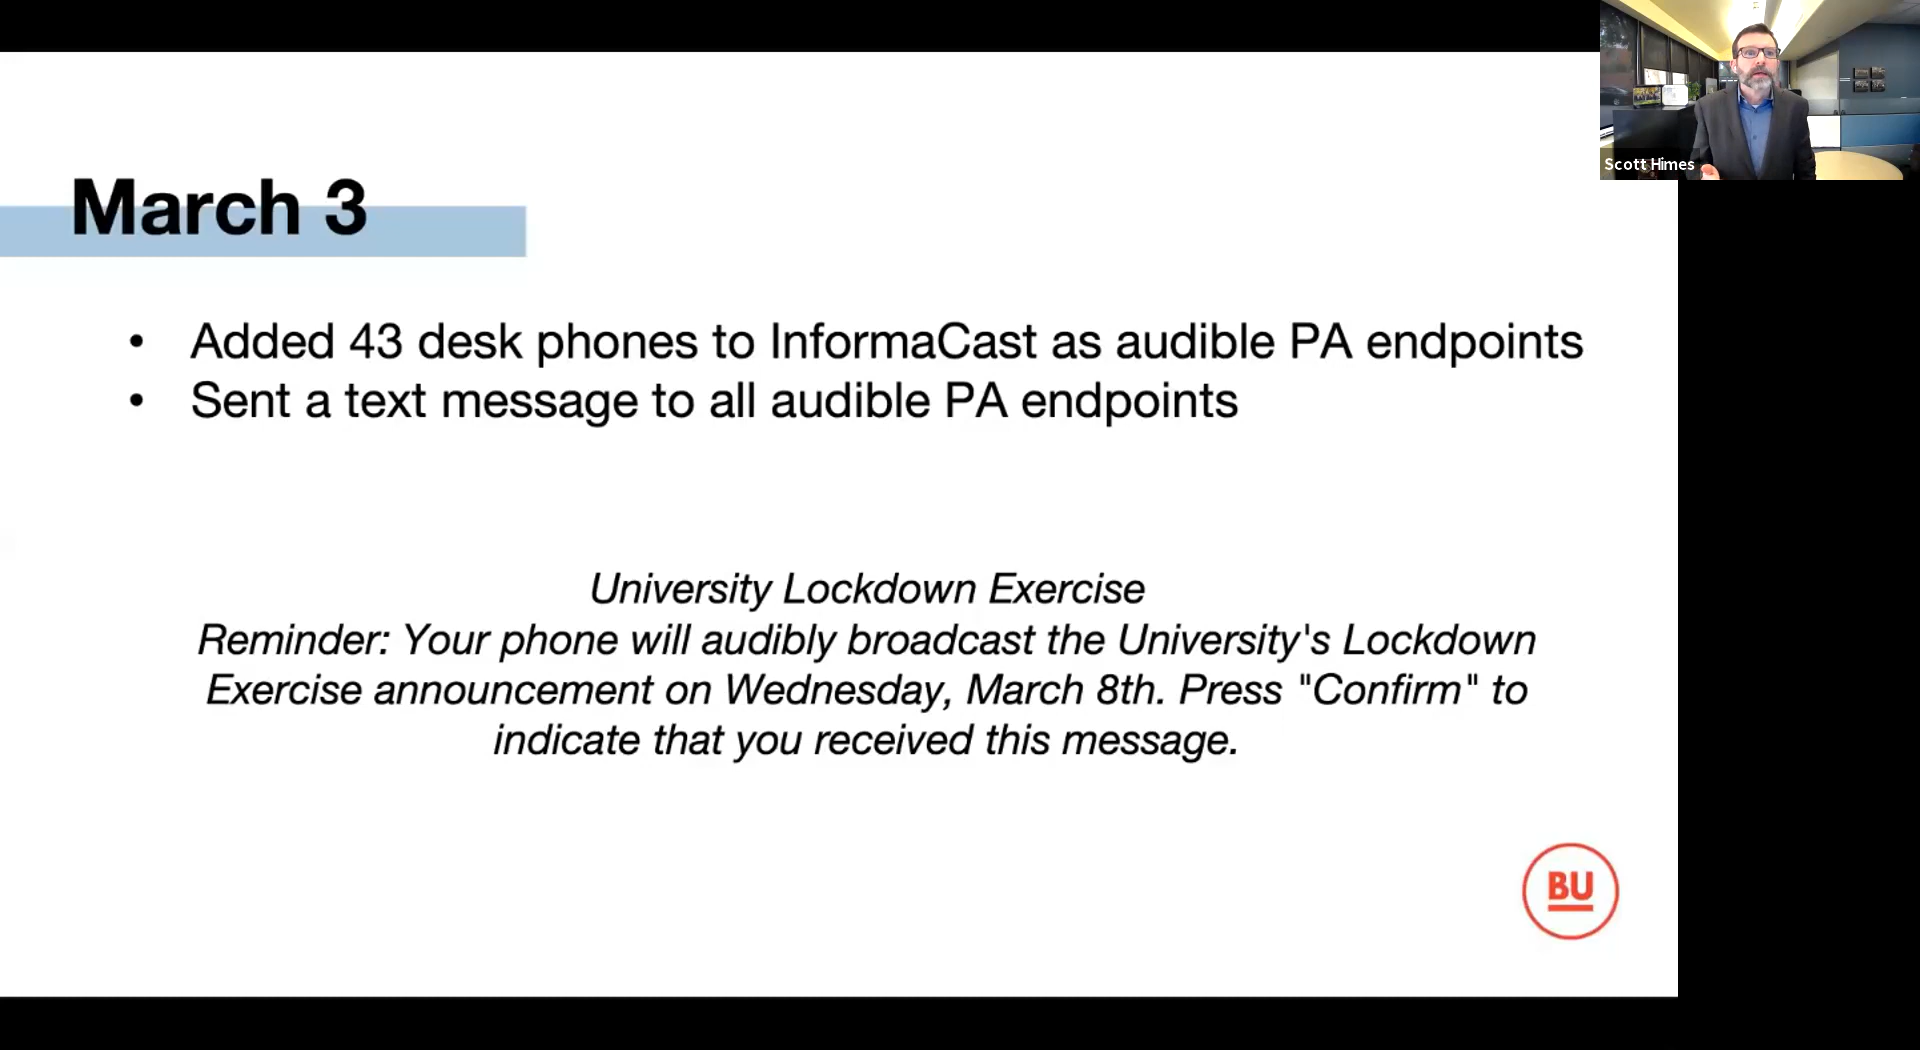 Scott Himes
March 3
• Added 43 desk phones to InformaCast as audible PA endpoints
• Sent a text message to all audible PA endpoints
University Lockdown Exercise
Reminder: Your phone will audibly broadcast the University's Lockdown
Exercise announcement on Wednesday, March 8th. Press "Confirm" to
indicate that you received this message.
BU